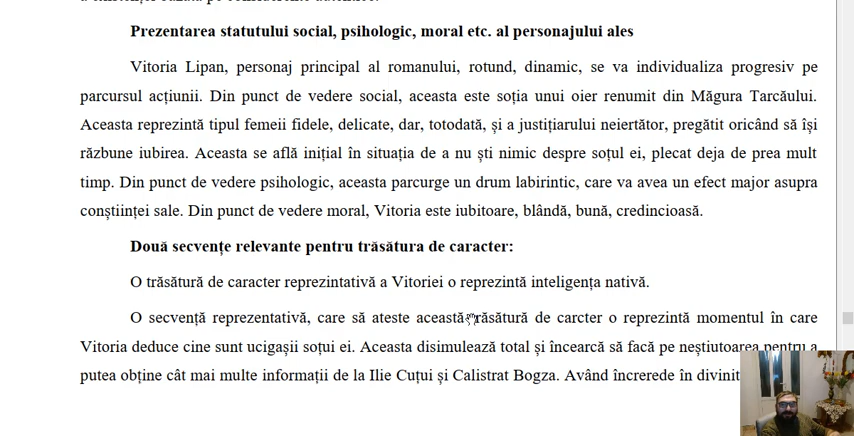 Prezentarea statutului social, psihologic, moral etc. al personajului ales
Vitoria Lipan, personaj principal al romanului, rotund, dinamic, se va individualiza progresiv pe
parcursul acțiunii. Din punct de vedere social, aceasta este soția unui oier renumit din Măgura Tarcăului.
Aceasta reprezintă tipul femeii fidele, delicate, dar, totodată, și a justițiarului neiertător, pregătit oricând să își
răzbune iubirea. Aceasta se află inițial în situația de a nu ști nimic despre soțul ei, plecat deja de prea mult
timp. Din punct de vedere psihologic, aceasta parcurge un drum labirintic, care va avea un efect major asupra
conștiinței sale. Din punct de vedere moral, Vitoria este iubitoare, blândă, bună, credincioasă.
Două secvențe relevante pentru trăsătura de caracter:
O trăsătură de caracter reprezintativă a Vitoriei o reprezintă inteligența nativă.
O secvență reprezentativă, care să ateste această trăsătură de carcter o reprezintă momentul în care
Vitoria deduce cine sunt ucigașii soțui ei. Aceasta disimulează total și încearcă să facă pe neștiutoarea pentru a
putea obține cât mai multe informații de la Ilie Cuțui și Calistrat Bogza. Având încredere în